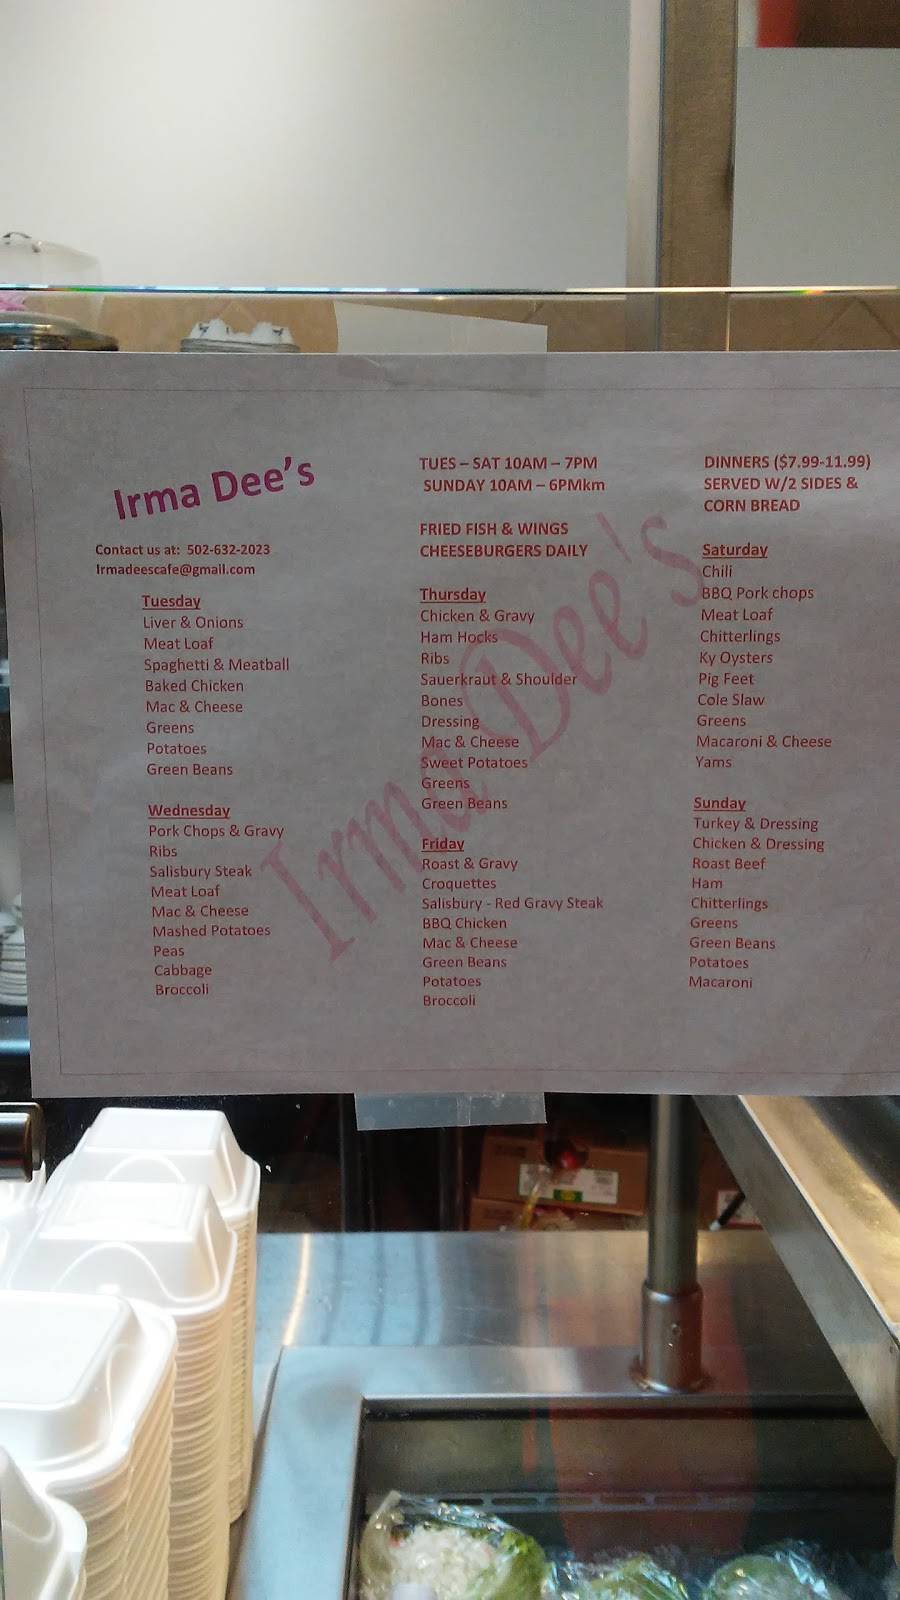 Irma Dee's
Contact us at: 502-632-2023
Irmadeescafe@gmail.com
Tuesday
Liver & Onions
Meat Loaf
Spaghetti & Meatball
Baked Chicken
Mac & Cheese
Greens
Potatoes
Green Beans
Wednesday
Pork Chops & Gravy
Ribs
Salisbury Steak
Meat Loaf
Mac & Cheese
Mashed Potatoes
Peas
Cabbage
Broccoli
TUES – SAT 10AM – 7PM
SUNDAY 10AM – 6PMkm
FRIED FISH & WINGS
CHEESEBURGERS DAILY
Thursday
Chicken & Gravy
Ham Hocks
Ribs
Sauerkraut & Shoulder
Bones
Dressing
Mac & Cheese
Sweet Potatoes
Greens
Green Beans
Friday
Roast & Gravy
Croquettes
Salisbury - Red Gravy Steak
BBQ Chicken
Mac & Cheese
Green Beans
Potatoes
Broccoli
DINNERS ($7.99-11.99)
SERVED W/2 SIDES &
CORN BREAD
Saturday
Chili
BBQ Pork chops
Meat Loaf
Chitterlings
Ky Oysters
Pig Feet
Cole Slaw
Greens
Macaroni & Cheese
Yams
Sunday
Turkey & Dressing
Chicken & Dressing
Roast Beef
Ham
Chitterlings
Greens
Green Beans
Potatoes
Macaroni
Irma Dee's